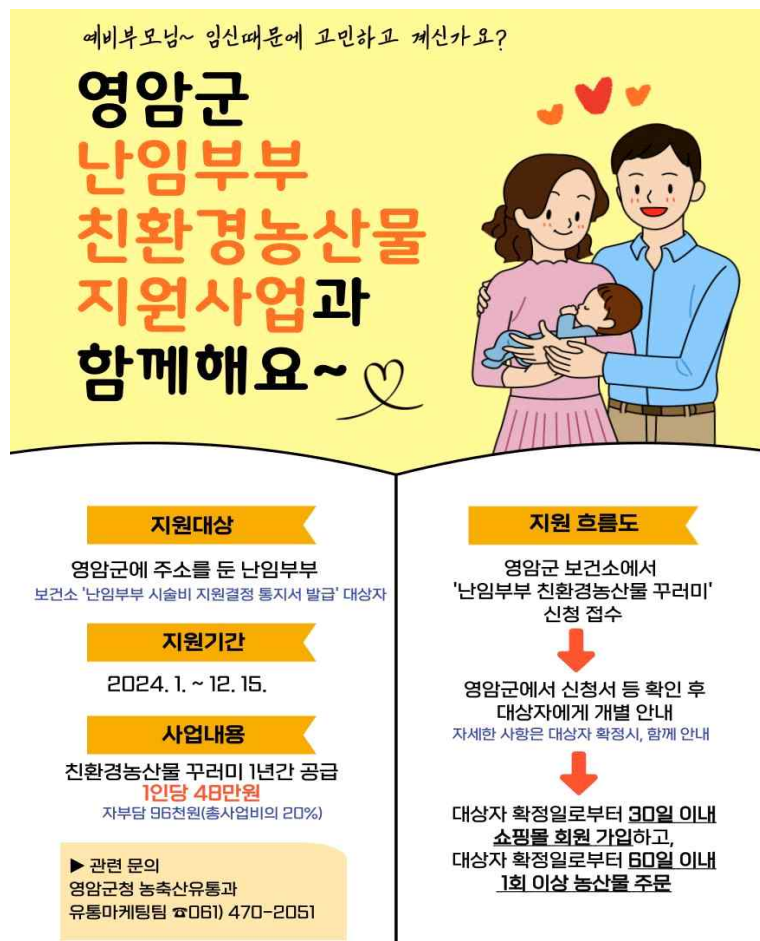 예비부모님~ 임신때문에 고민하고 계신가요?
영암군
난임부부
친환경농산물
지원사업과
함께해요~
지원대상
영암군에 주소를 둔 난임부부
보건소 '난임부부 시술비 지원결정 통지서 발급' 대상자
지원기간
2024. 1. ~ 12. 15.
사업내용
친환경농산물 꾸러미 1년간 공급
1인당 48만원
자부담 96천원(총사업비의 20%)
▶ 관련 문의
영암군청 농축산유통과
유통마케팅팀 ☎061) 470-2051
지원 흐름도
영암군 보건소에서
'난임부부 친환경농산물 꾸러미'
신청 접수
영암군에서 신청서 등 확인 후
대상자에게 개별 안내
자세한 사항은 대상자 확정시, 함께 안내
대상자 확정일로부터 30일 이내
쇼핑몰 회원 가입하고,
대상자 확정일로부터 60일 이내
1회 이상 농산물 주문